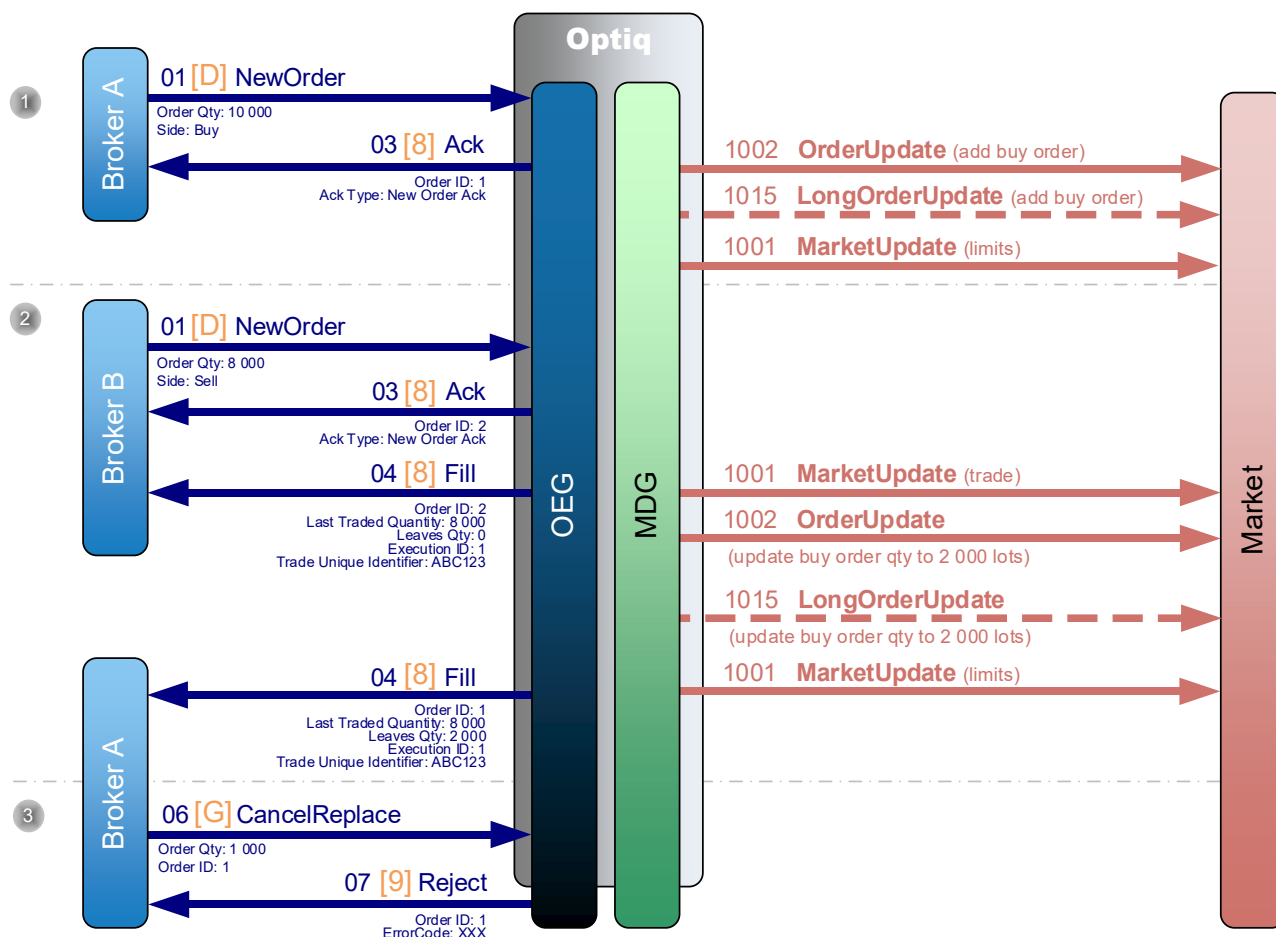 Optiq
1
Broker A
01 [D] NewOrder
Order Qty: 10 000
Side: Buy
03 [8] Ack
Order ID: 1
Ack Type: New Order Ack
1002 OrderUpdate (add buy order)
1015 LongOrderUpdate (add buy order)
1001 MarketUpdate (limits)
2
Broker B
01 [D] NewOrder
Order Qty: 8 000
Side: Sell
03 [8] Ack
Order ID: 2
Ack Type: New Order Ack
04 [8] Fill
Order ID: 2
Last Traded Quantity: 8 000
Leaves Qty: 0
Execution ID: 1
Trade Unique Identifier: ABC123
OEG
MDG
1001 MarketUpdate (trade)
1002 OrderUpdate
(update buy order qty to 2 000 lots)
1015 LongOrderUpdate
(update buy order qty to 2 000 lots)
1001 MarketUpdate (limits)
Market
Broker A
04 [8] Fill
Order ID: 1
Last Traded Quantity: 8 000
Leaves Qty: 2 000
Execution ID: 1
Trade Unique Identifier: ABC123
3
06 [G] CancelReplace
Order Qty: 1 000
Order ID: 1
07 [9] Reject
Order ID: 1
ErrorCode: XXX